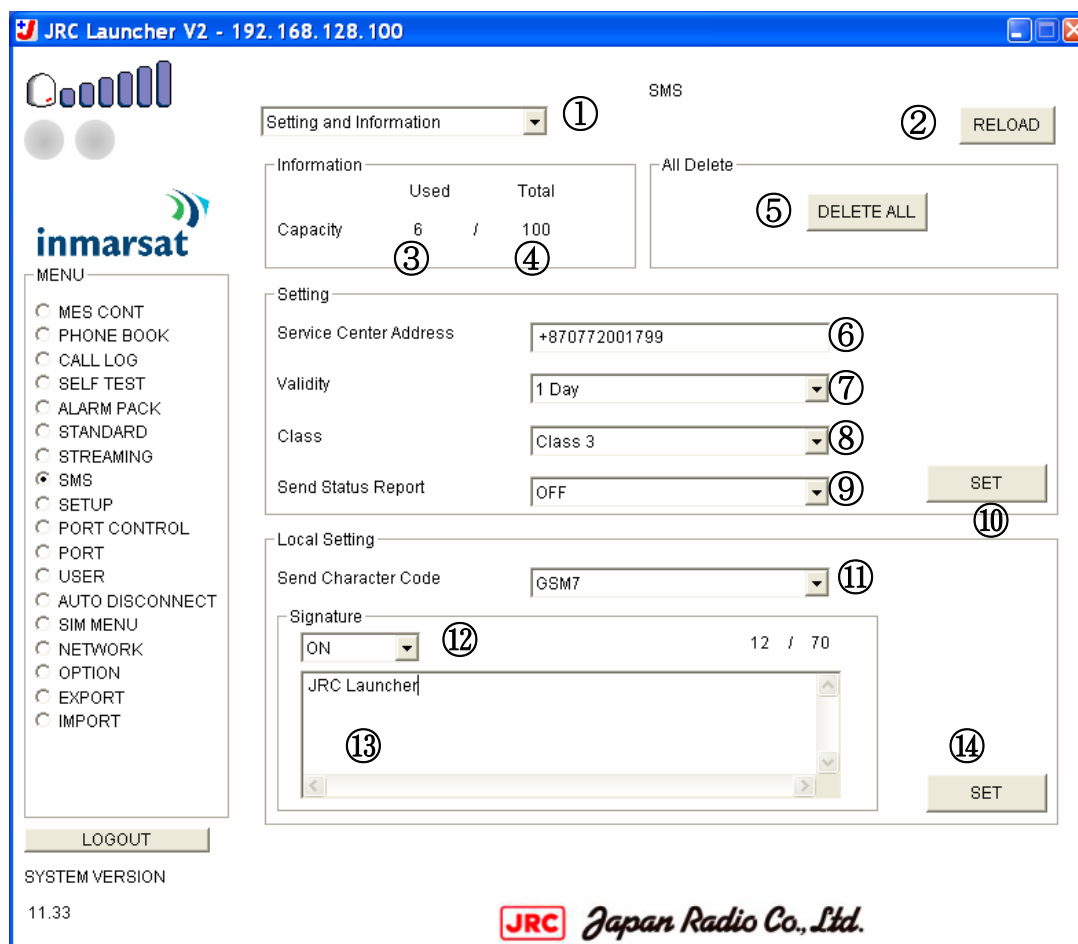 JRC Launcher V2 - 192.168.128.100
SMS
Setting and Information ①
② RELOAD
Information
Used Total
Capacity 6 / 100
③ ④
All Delete
⑤ DELETE ALL
inmarsat
MENU
MES CONT
PHONE BOOK
CALL LOG
SELF TEST
ALARM PACK
STANDARD
STREAMING
SMS
SETUP
PORT CONTROL
PORT
USER
AUTO DISCONNECT
SIM MENU
NETWORK
OPTION
EXPORT
IMPORT
LOGOUT
SYSTEM VERSION
11.33
Setting
Service Center Address +870772001799 ⑥
Validity 1 Day ⑦
Class Class 3 ⑧
Send Status Report OFF ⑨
SET
⑩
Local Setting
Send Character Code GSM7 ⑪
Signature
ON ⑫ 12 / 70
JRC Launcher
⑬
⑭
SET
JRC Japan Radio Co., Ltd.